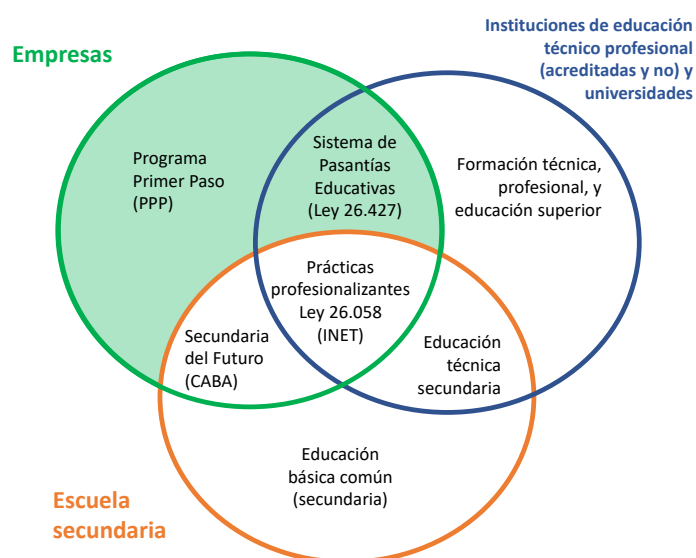 Instituciones de educación
técnico profesional
(acreditadas y no) y
universidades
Empresas
Sistema de
Pasantías
Educativas
(Ley 26.427)
Programa
Primer Paso
(PPP)
Formación técnica,
profesional, y
educación superior
Prácticas
profesionalizantes
Ley 26.058
(INET)
Secundaria
del Futuro
(CABA)
Educación
técnica
secundaria
Educación
básica común
(secundaria)
Escuela
secundaria